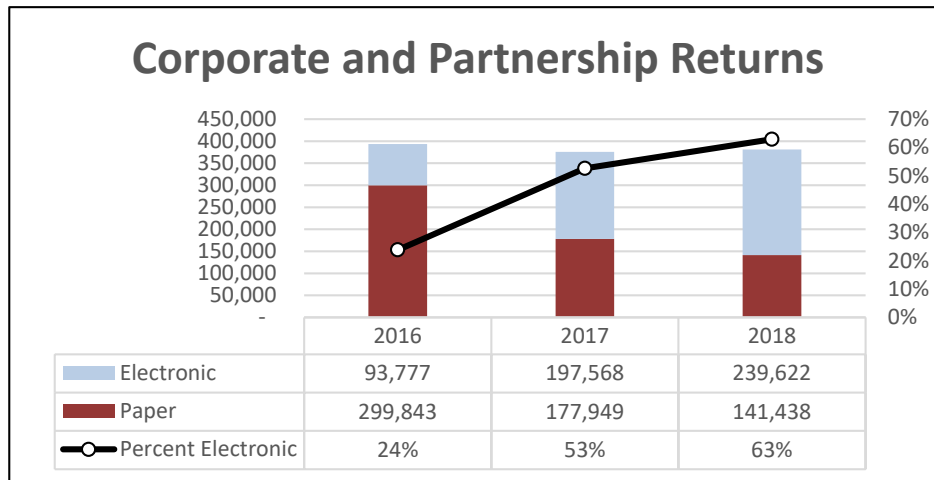 Corporate and Partnership Returns
450,000 70%
400,000 60%
350,000 50%
300,000
250,000 40%
200,000 30%
150,000 20%
100,000
50,000 10%
- 0%
2016 2017 2018
Electronic 93,777 197,568 239,622
Paper 299,843 177,949 141,438
Percent Electronic 24% 53% 63%